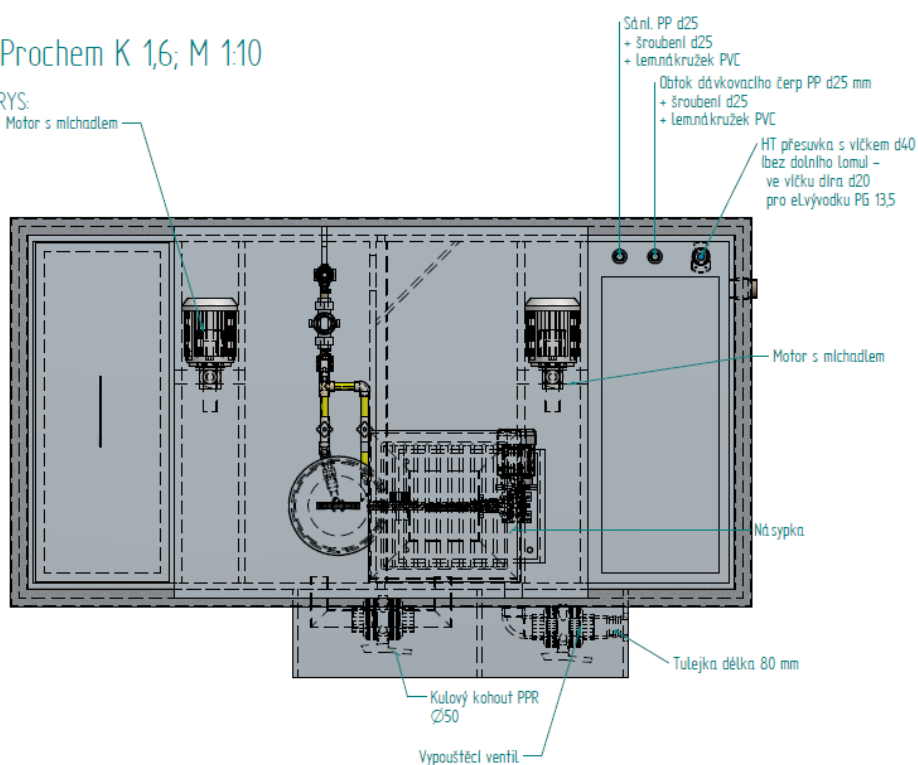 Prochem K 1,6; M 1:10
RYS:
Motor s míchadlem
Sání. PP d25
+ šroubení d25
+ lem.nákružek PVC
Obtok dávkovacího čerp PP d25 mm
+ šroubení d25
+ lem.nákružek PVC
HT přesuvka s víčkem d40
(bez dolního lomu) -
ve víčku díra d20
pro el.vývodku PG 13,5
Motor s míchadlem
Násypka
Tulejka délka 80 mm
Kulový kohout PPR
∅50
Vypouštěcí ventil